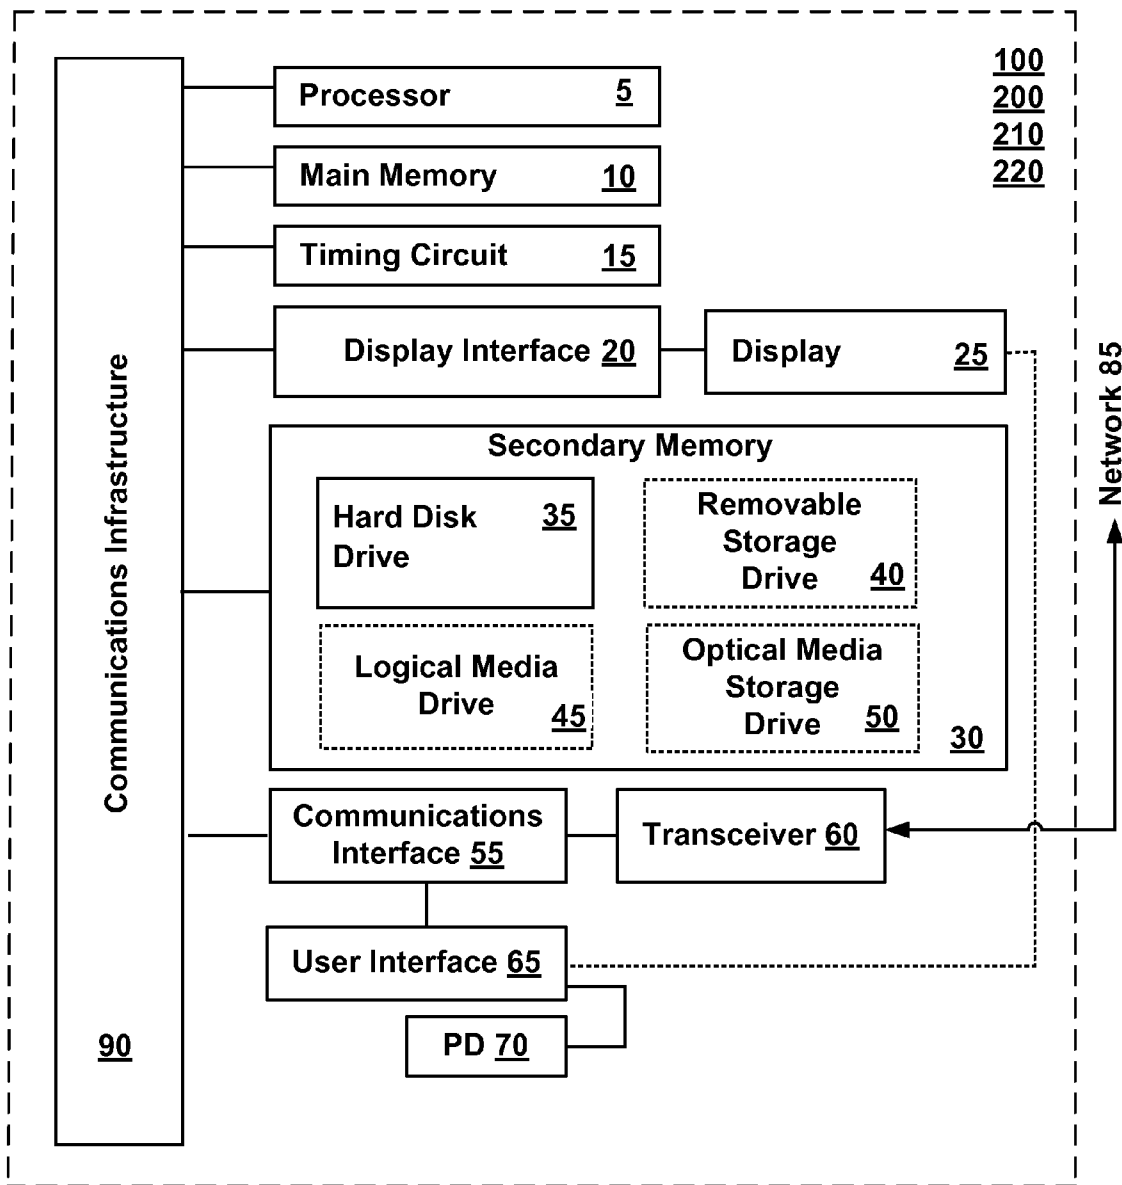 100
200
210
220
Processor 5
Main Memory 10
Timing Circuit 15
Display Interface 20
Display 25
Secondary Memory
Hard Disk 35
Drive
Removable
Storage
Drive 40
Logical Media
Drive 45
Optical Media
Storage
Drive 50
30
Communications
Interface 55
Transceiver 60
User Interface 65
PD 70
Communications Infrastructure
90
Network 85